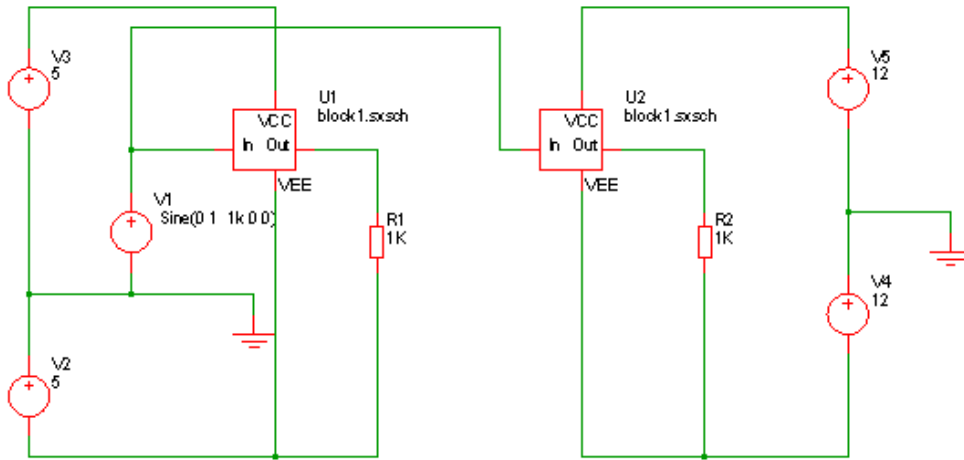 V3
5
U1
block1.sxsch
VCC
In Out
VEE
V1
Sine(0 1 1k 0 0)
R1
1K
V2
5
U2
block1.sxsch
VCC
In Out
VEE
R2
1K
V5
12
V4
12